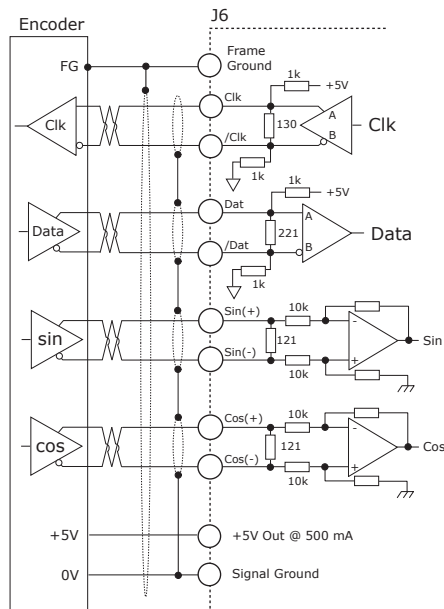 Encoder
J6
FG
Frame
Ground
1k
+5V
Clk
Clk
130
A
B
Clk
/Clk
1k
1k
+5V
Dat
Data
221
A
B
Data
/Dat
1k
Sin(+)
10k
-
sin
121
+
Sin
Sin(-)
10k
Cos(+)
10k
-
cos
121
+
Cos
Cos(-)
10k
+5V
+5V Out @ 500 mA
0V
Signal Ground